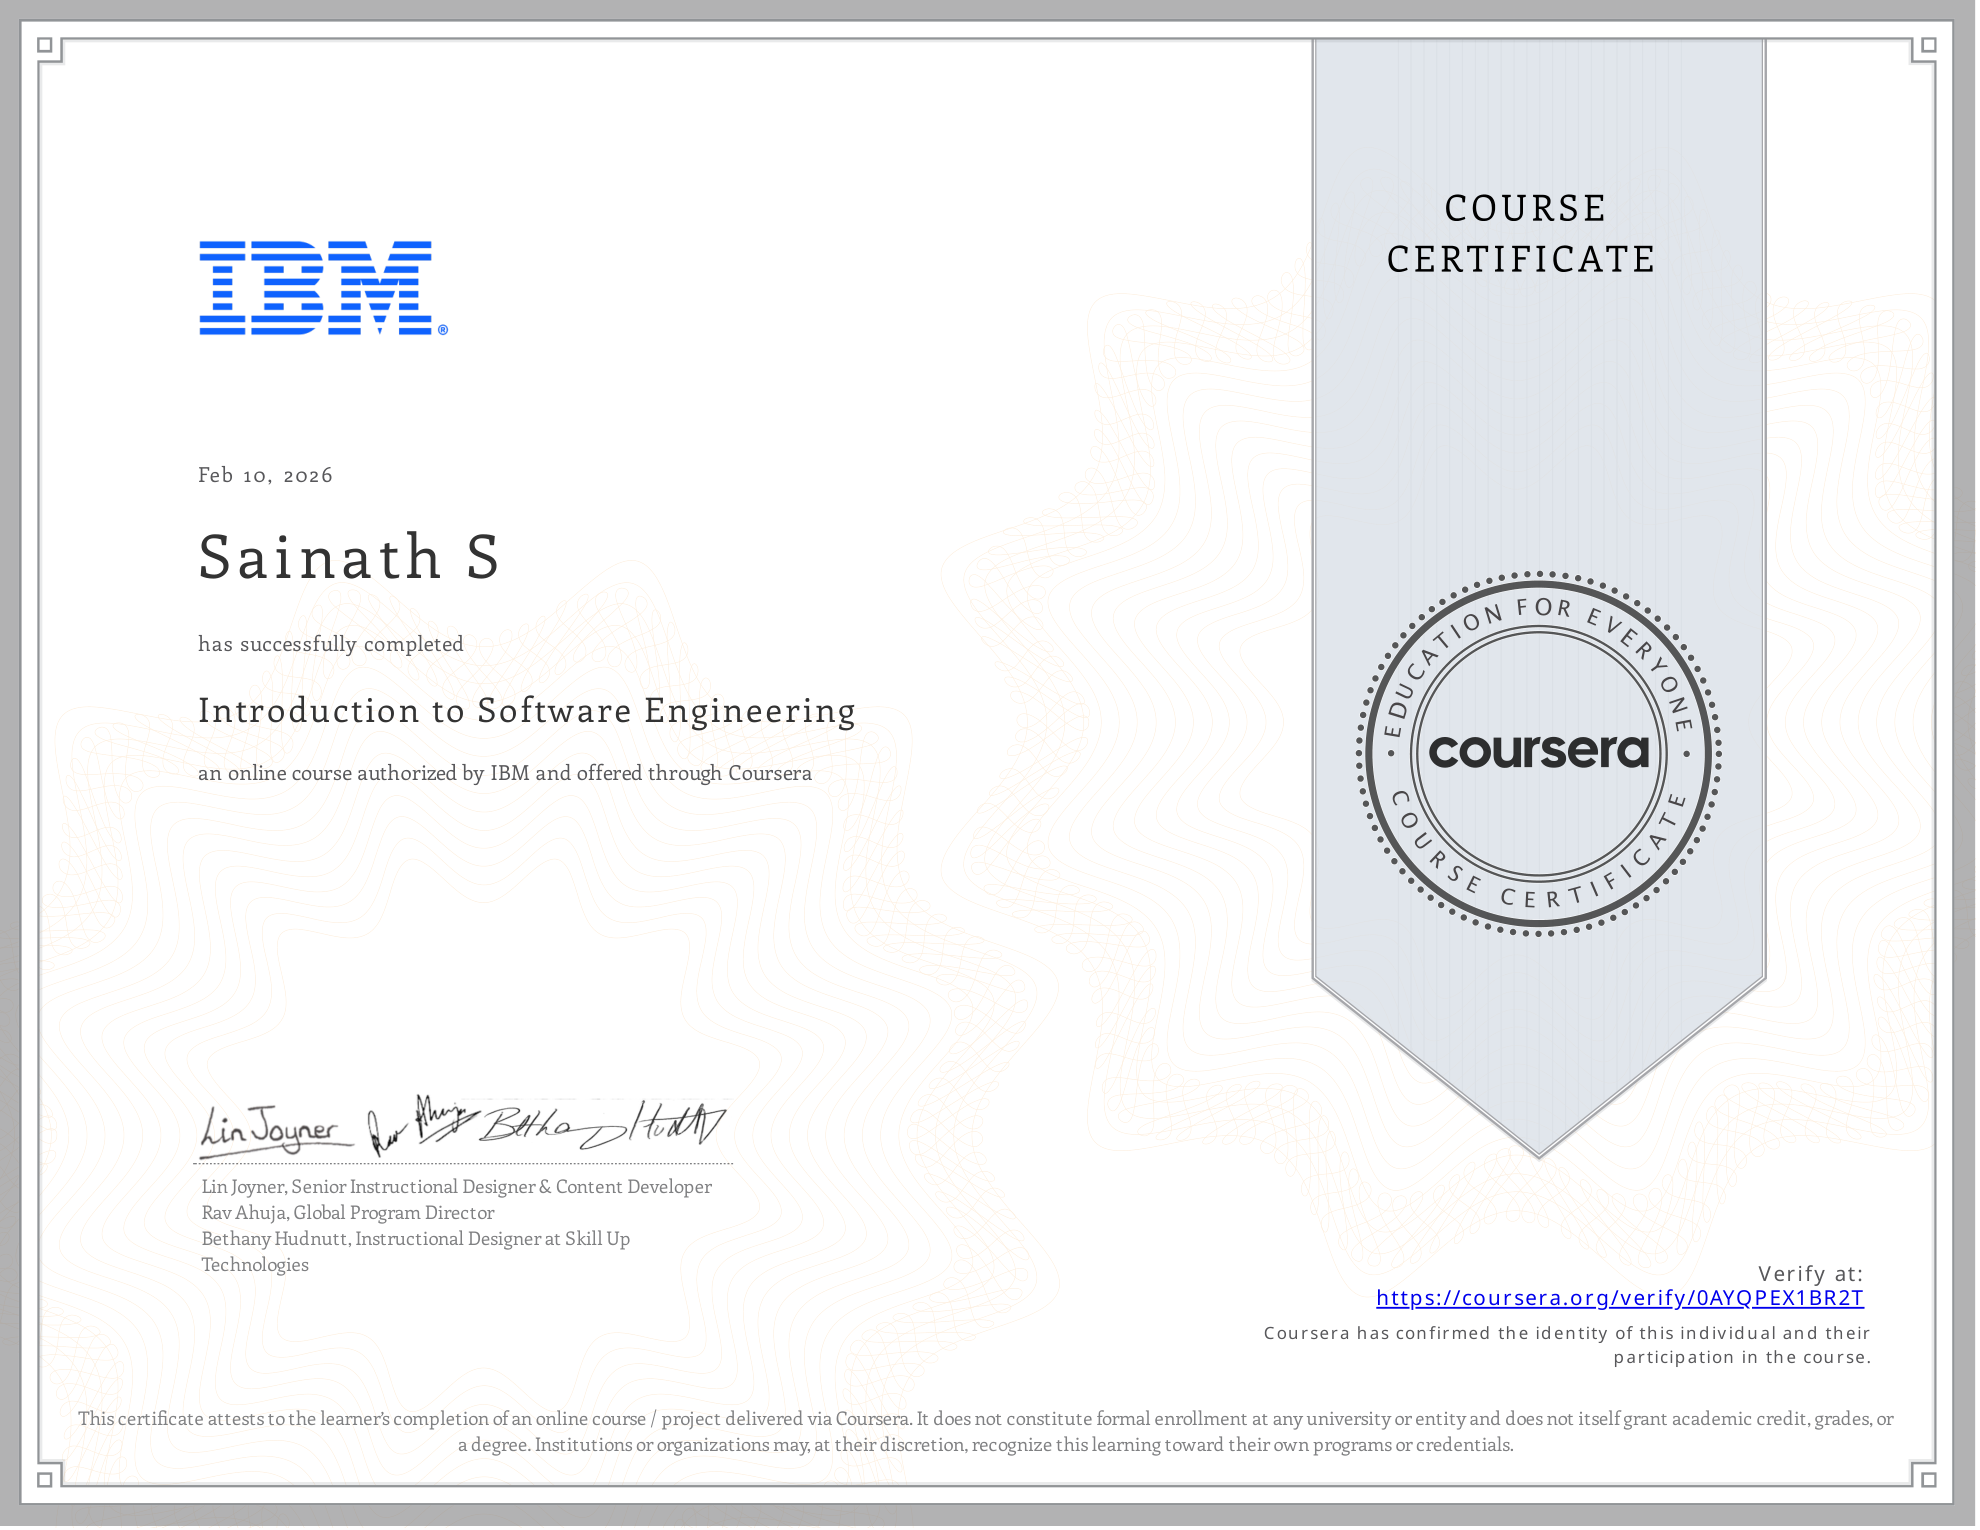 COURSE
CERTIFICATE
IBM®
Feb 10, 2026
Sainath S
has successfully completed
Introduction to Software Engineering
an online course authorized by IBM and offered through Coursera
EDUCATION FOR EVERYONE
coursera
COURSE CERTIFICATE
Lin Joyner Rav Ahuja Bethany Hudnutt
Lin Joyner, Senior Instructional Designer & Content Developer
Rav Ahuja, Global Program Director
Bethany Hudnutt, Instructional Designer at Skill Up
Technologies
Verify at:
https://coursera.org/verify/0AYQPEX1BR2T
Coursera has confirmed the identity of this individual and their
participation in the course.
This certificate attests to the learner's completion of an online course / project delivered via Coursera. It does not constitute formal enrollment at any university or entity and does not itself grant academic credit, grades, or
a degree. Institutions or organizations may, at their discretion, recognize this learning toward their own programs or credentials.